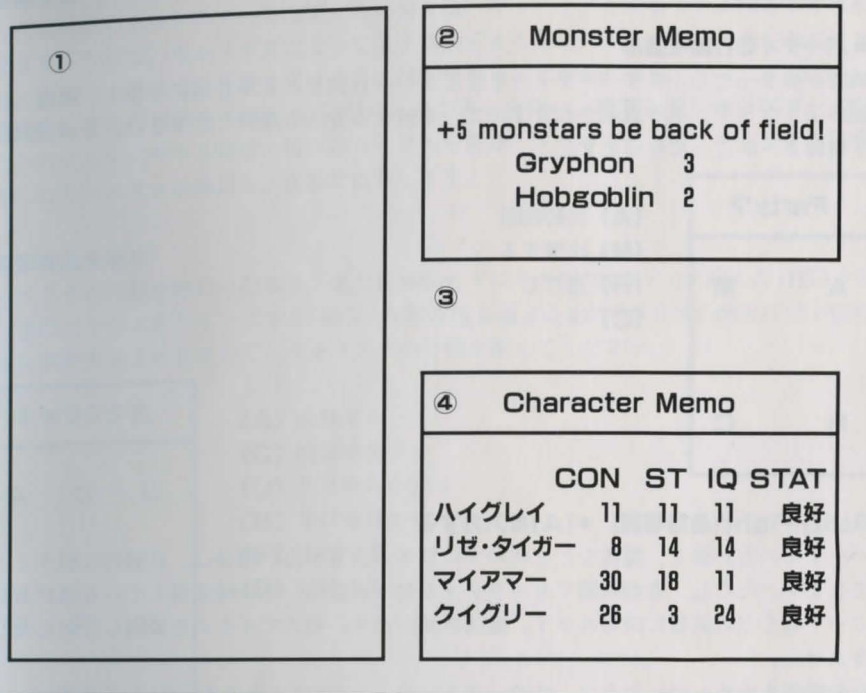 ①
② Monster Memo
+5 monstars be back of field!
Gryphon 3
Hobgoblin 2
③
④ Character Memo
CON ST IQ STAT
ハイグレイ 11 11 11 良好
リゼ・タイガー 8 14 14 良好
マイアマー 30 18 11 良好
クイグリー 26 3 24 良好